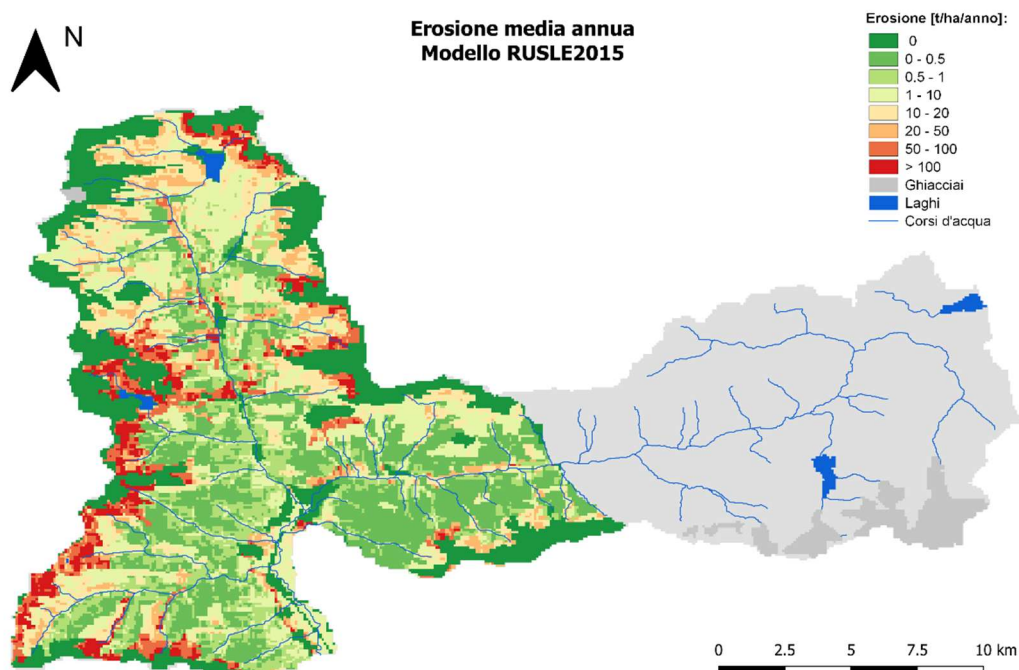 N
Erosione media annua
Modello RUSLE2015
Erosione [t/ha/anno]:
0
0 - 0.5
0.5 - 1
1 - 10
10 - 20
20 - 50
50 - 100
> 100
Ghiacciai
Laghi
Corsi d'acqua
0 2.5 5 7.5 10 km